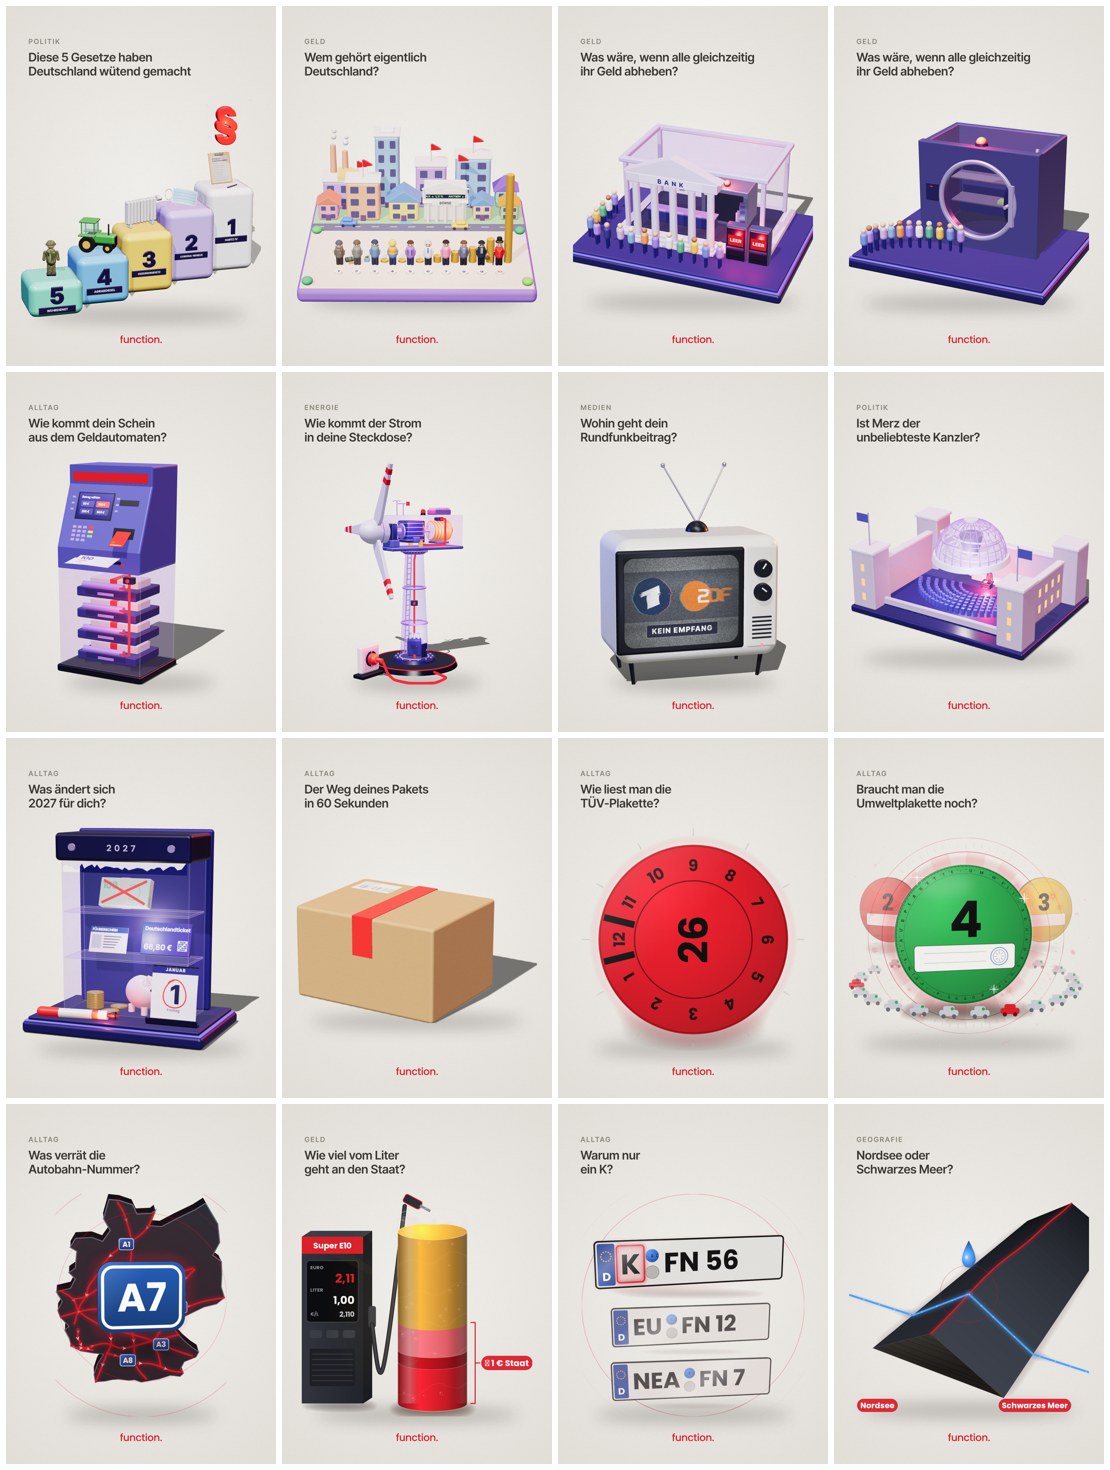 POLITIK
Diese 5 Gesetze haben
Deutschland wütend gemacht
1
2
3
4
5
function.
GELD
Wem gehört eigentlich
Deutschland?
function.
GELD
Was wäre, wenn alle gleichzeitig
ihr Geld abheben?
BANK
LEER
LEER
function.
GELD
Was wäre, wenn alle gleichzeitig
ihr Geld abheben?
function.
ALLTAG
Wie kommt dein Schein
aus dem Geldautomaten?
function.
ENERGIE
Wie kommt der Strom
in deine Steckdose?
function.
MEDIEN
Wohin geht dein
Rundfunkbeitrag?
1 ZDF
KEIN EMPFANG
function.
POLITIK
Ist Merz der
unbeliebteste Kanzler?
function.
ALLTAG
Was ändert sich
2027 für dich?
2027
Deutschlandticket
JANUAR
1
function.
ALLTAG
Der Weg deines Pakets
in 60 Sekunden
function.
ALLTAG
Wie liest man die
TÜV-Plakette?
9
8
7
6
5
4
3
2
1
12
11
10
26
function.
ALLTAG
Braucht man die
Umweltplakette noch?
2
4
3
function.
ALLTAG
Was verrät die
Autobahn-Nummer?
A1
A7
A3
A8
function.
GELD
Wie viel vom Liter
geht an den Staat?
Super E10
EURO
2,11
LITER
1,00
€/L 2,110
1 € Staat
function.
ALLTAG
Warum nur
ein K?
D K FN 56
D EU FN 12
D NEA FN 7
function.
GEOGRAFIE
Nordsee oder
Schwarzes Meer?
Nordsee
Schwarzes Meer
function.